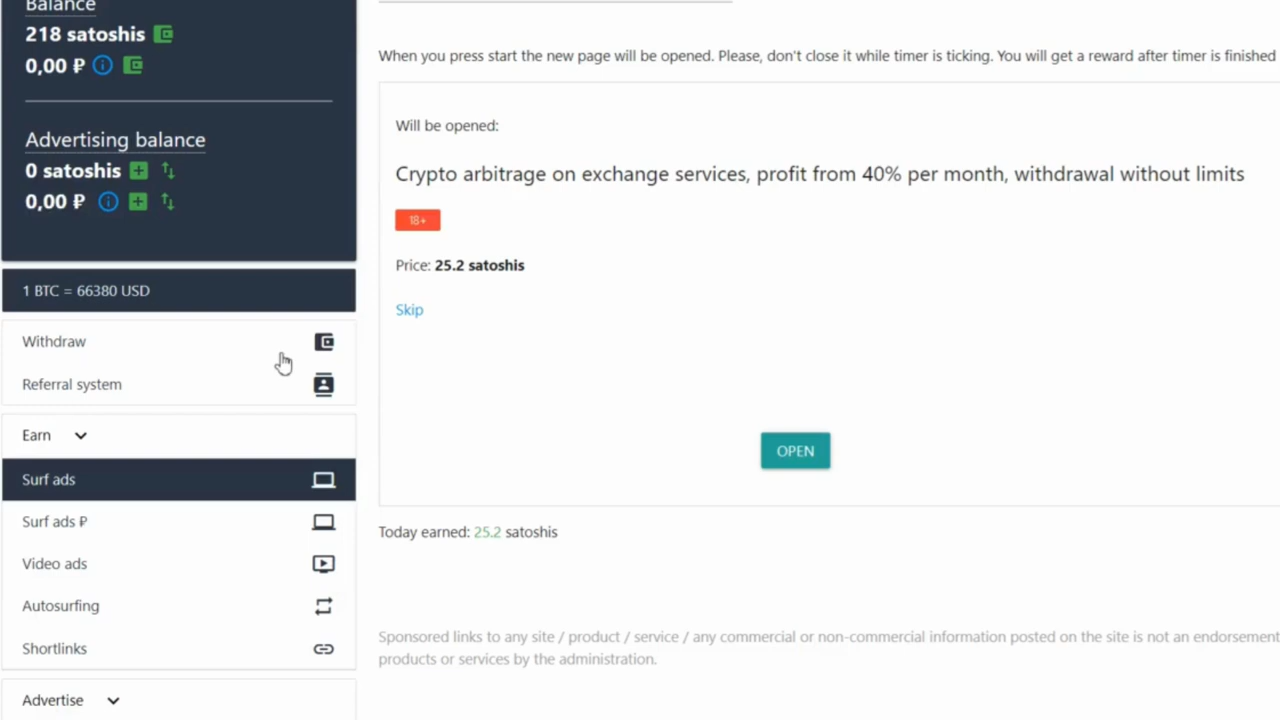 Balance
218 satoshis
0,00 ₽
Advertising balance
0 satoshis
0,00 ₽
1 BTC = 66380 USD
Withdraw
Referral system
Earn
Surf ads
Surf ads ₽
Video ads
Autosurfing
Shortlinks
Advertise
When you press start the new page will be opened. Please, don't close it while timer is ticking. You will get a reward after timer is finished
Will be opened:
Crypto arbitrage on exchange services, profit from 40% per month, withdrawal without limits
18+
Price: 25.2 satoshis
Skip
OPEN
Today earned: 25.2 satoshis
Sponsored links to any site / product / service / any commercial or non-commercial information posted on the site is not an endorsement
products or services by the administration.